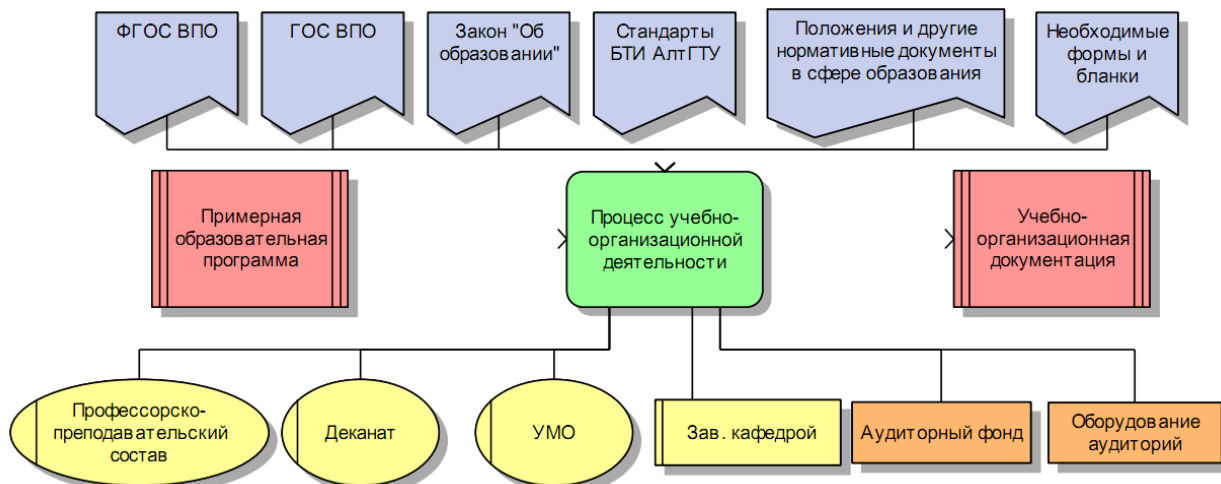 ФГОС ВПО
ГОС ВПО
Закон "Об
образовании"
Стандарты
БТИ АлтГТУ
Положения и другие
нормативные документы
в сфере образования
Необходимые
формы и
бланки
Примерная
образовательная
программа
Процесс учебно-
организационной
деятельности
Учебно-
организационная
документация
Профессорско-
преподавательский
состав
Деканат
УМО
Зав. кафедрой
Аудиторный фонд
Оборудование
аудиторий